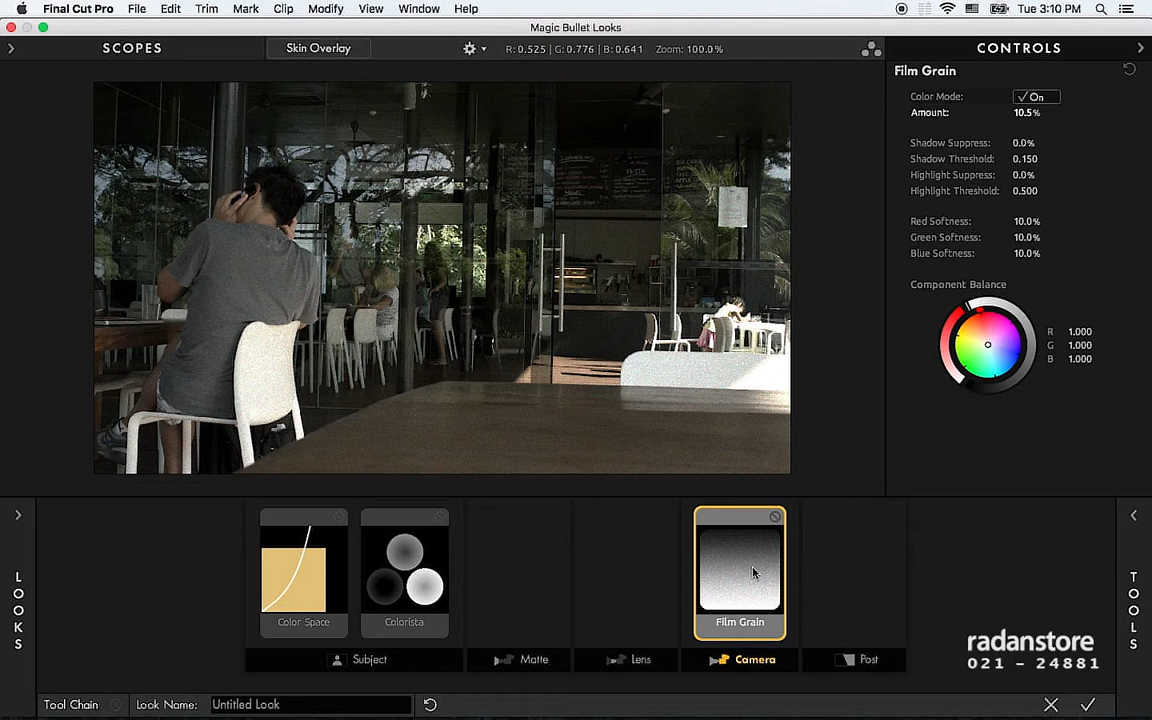 Final Cut Pro File Edit Trim Mark Clip Modify View Window Help Tue 3:10 PM
Magic Bullet Looks
SCOPES Skin Overlay R: 0.525 | G: 0.776 | B: 0.641 Zoom: 100.0% CONTROLS
Film Grain
Color Mode: ✓On
Amount: 10.5%
Shadow Suppress: 0.0%
Shadow Threshold: 0.150
Highlight Suppress: 0.0%
Highlight Threshold: 0.500
Red Softness: 10.0%
Green Softness: 10.0%
Blue Softness: 10.0%
Component Balance
R 1.000
G 1.000
B 1.000
LOOKS
Color Space Colorista Film Grain
Subject Matte Lens Camera Post
TOOLS
radanstore
021 - 24881
Tool Chain Look Name: Untitled Look